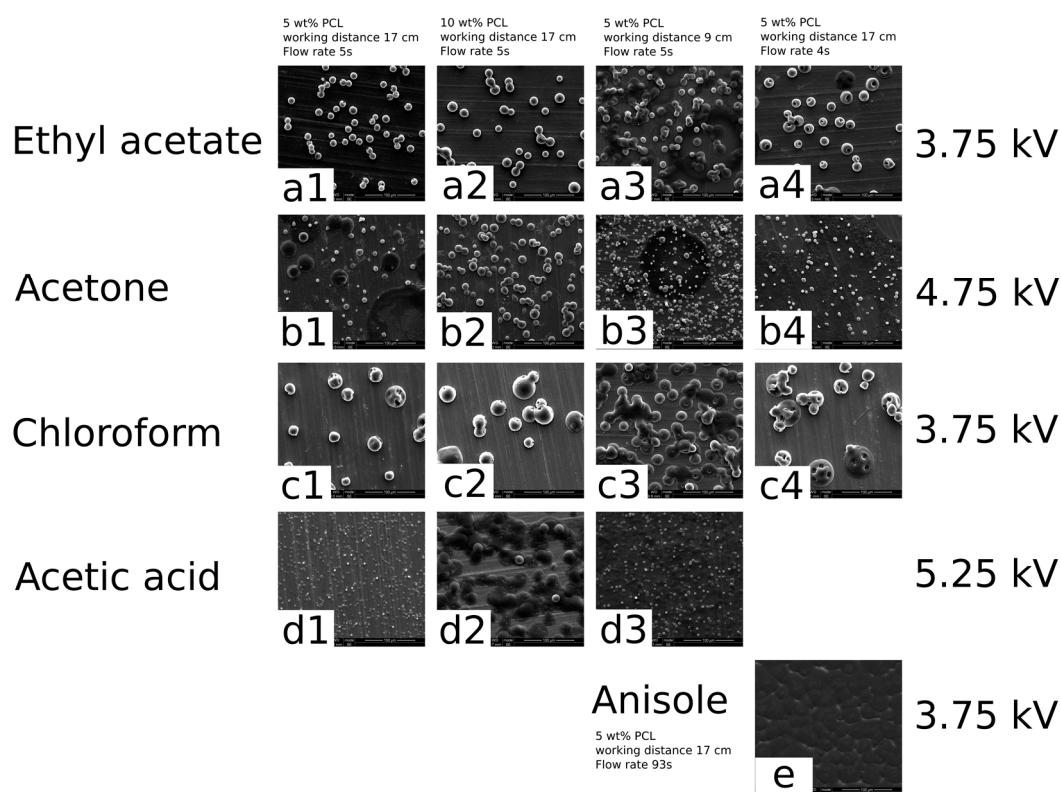 5 wt% PCL
working distance 17 cm
Flow rate 5s
10 wt% PCL
working distance 17 cm
Flow rate 5s
5 wt% PCL
working distance 9 cm
Flow rate 5s
5 wt% PCL
working distance 17 cm
Flow rate 4s
Ethyl acetate
a1
a2
a3
a4
3.75 kV
Acetone
b1
b2
b3
b4
4.75 kV
Chloroform
c1
c2
c3
c4
3.75 kV
Acetic acid
d1
d2
d3
5.25 kV
Anisole
5 wt% PCL
working distance 17 cm
Flow rate 93s
e
3.75 kV